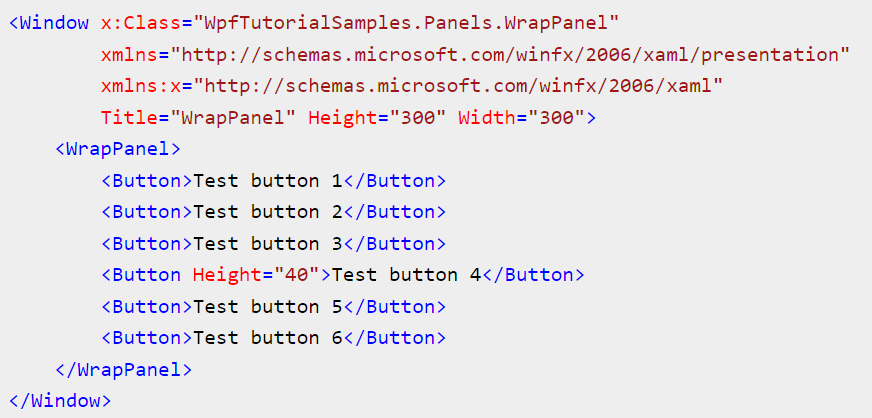 <Window x:Class="WpfTutorialSamples.Panels.WrapPanel"
        xmlns="http://schemas.microsoft.com/winfx/2006/xaml/presentation"
        xmlns:x="http://schemas.microsoft.com/winfx/2006/xaml"
        Title="WrapPanel" Height="300" Width="300">
    <WrapPanel>
        <Button>Test button 1</Button>
        <Button>Test button 2</Button>
        <Button>Test button 3</Button>
        <Button Height="40">Test button 4</Button>
        <Button>Test button 5</Button>
        <Button>Test button 6</Button>
    </WrapPanel>
</Window>